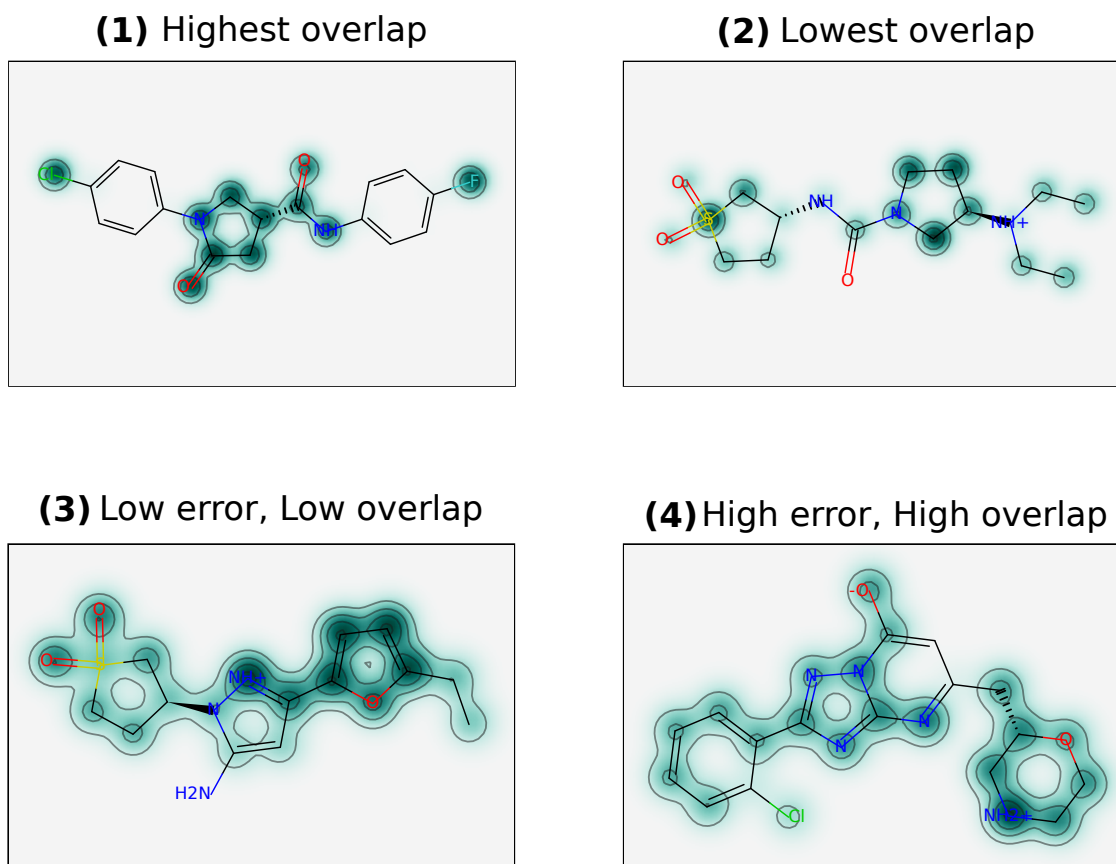 (1) Highest overlap
(2) Lowest overlap
Cl
N
O
O
NH
F
O
O
S
NH
O
N
NH+
(3) Low error, Low overlap
(4) High error, High overlap
O
O
S
NH+
N
O
H2N
-O
N
N
N
N
O
Cl
NH2+